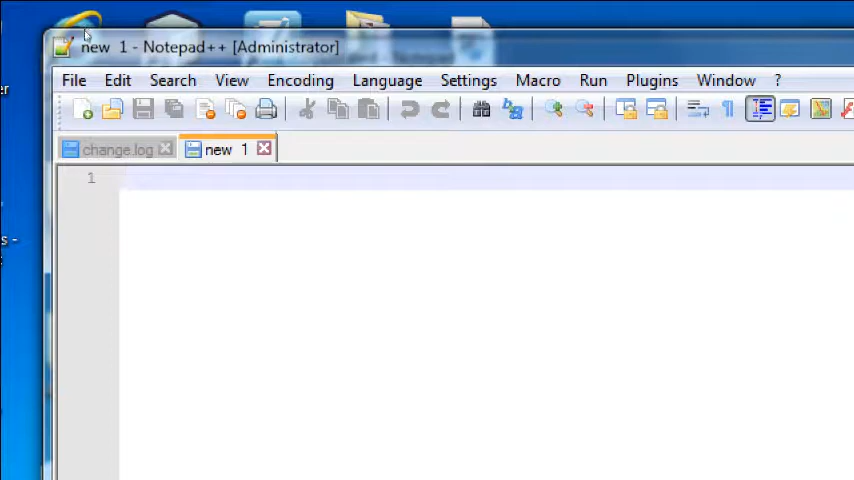 new 1 - Notepad++ [Administrator]
er
File Edit Search View Encoding Language Settings Macro Run Plugins Window ?
change.log new 1
1
s -